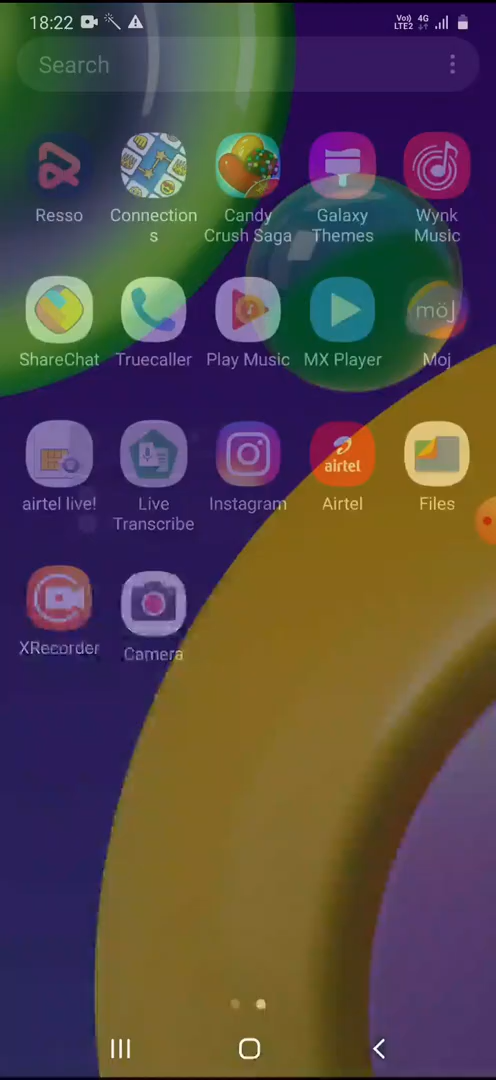 18:22
Vo)) 4G
LTE2
Search
Resso
Connection
s
Candy
Crush Saga
Galaxy
Themes
Wynk
Music
ShareChat
Truecaller
Play Music
MX Player
möj
Moj
airtel live!
Live
Transcribe
Instagram
airtel
Airtel
Files
XRecorder
Camera